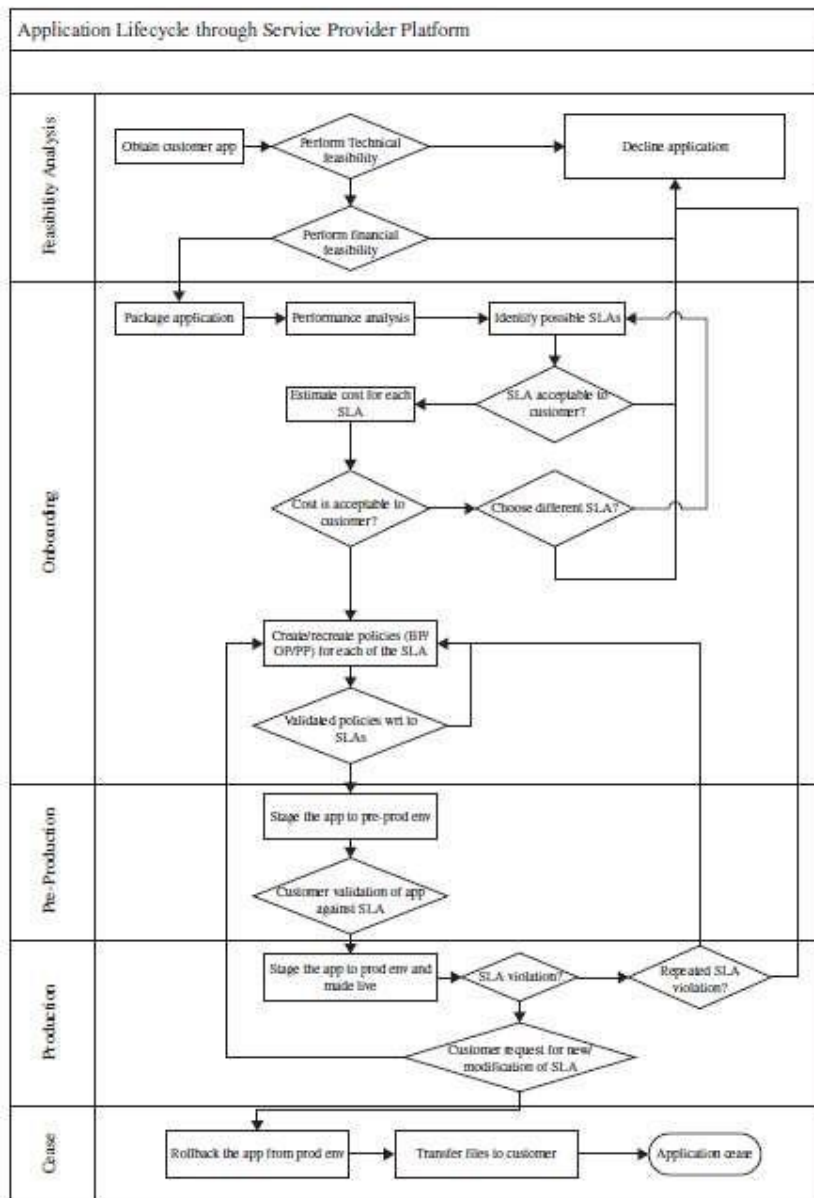 Application Lifecycle through Service Provider Platform
Feasibility Analysis
Obtain customer app
Perform Technical
feasibility
Decline application
Perform financial
feasibility
Onboarding
Package application
Performance analysis
Identify possible SLAs
Estimate cost for each
SLA
SLA acceptable to
customer?
Cost is acceptable to
customer?
Choose different SLA?
Create/recreate policies (BP/
OP/PP) for each of the SLA
Validated policies wrt to
SLAs
Pre-Production
Stage the app to pre-prod env
Customer validation of app
against SLA
Production
Stage the app to prod env and
made live
SLA violation?
Repeated SLA
violation?
Customer request for new/
modification of SLA
Cease
Rollback the app from prod env
Transfer files to customer
Application cease